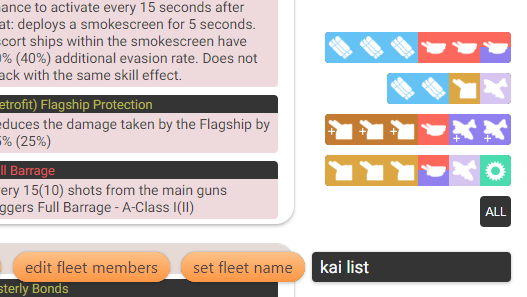 ance to activate every 15 seconds after
at: deploys a smokescreen for 5 seconds.
scort ships within the smokescreen have
% (40%) additional evasion rate. Does not
ack with the same skill effect.
etrofit) Flagship Protection
educes the damage taken by the Flagship by
% (25%)
ll Barrage
ery 15(10) shots from the main guns
ggers Full Barrage - A-Class I(II)
ALL
edit fleet members
set fleet name
kai list
sterly Bonds